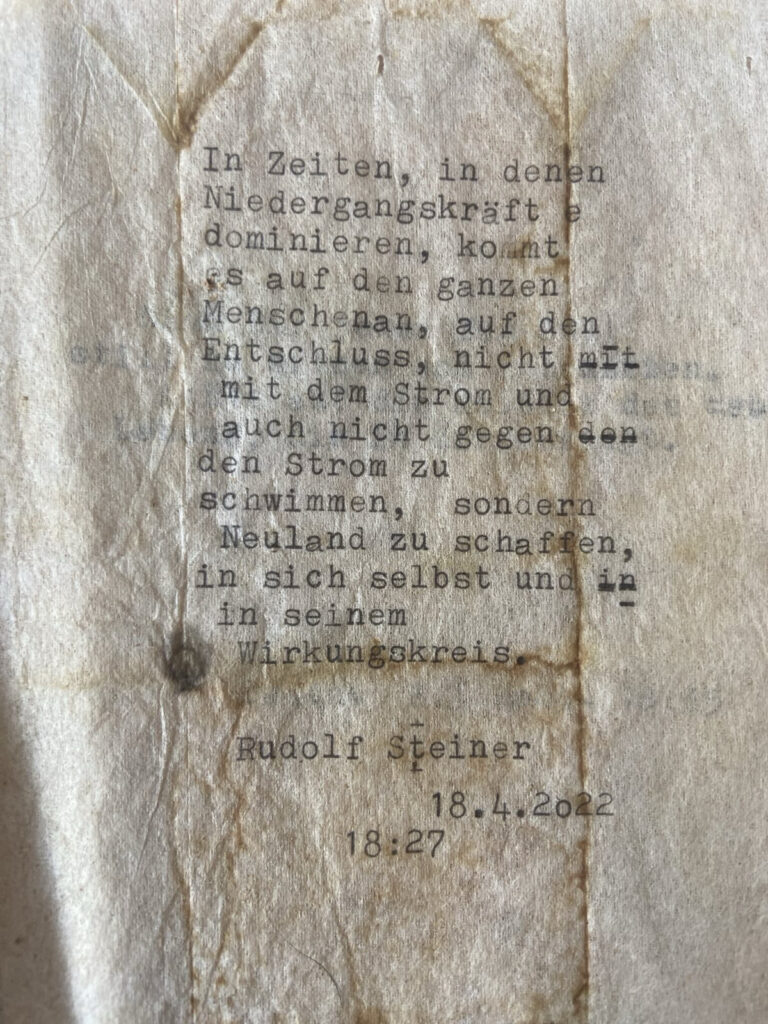 In Zeiten, in denen
Niedergangskräft e
dominieren, kommt
es auf den ganzen
Menschenan, auf den
Entschluss, nicht mit
mit dem Strom und
auch nicht gegen den
den Strom zu
schwimmen, sondern
Neuland zu schaffen,
in sich selbst und in
in seinem
Wirkungskreis.
Rudolf Steiner
18.4.2o22
18:27